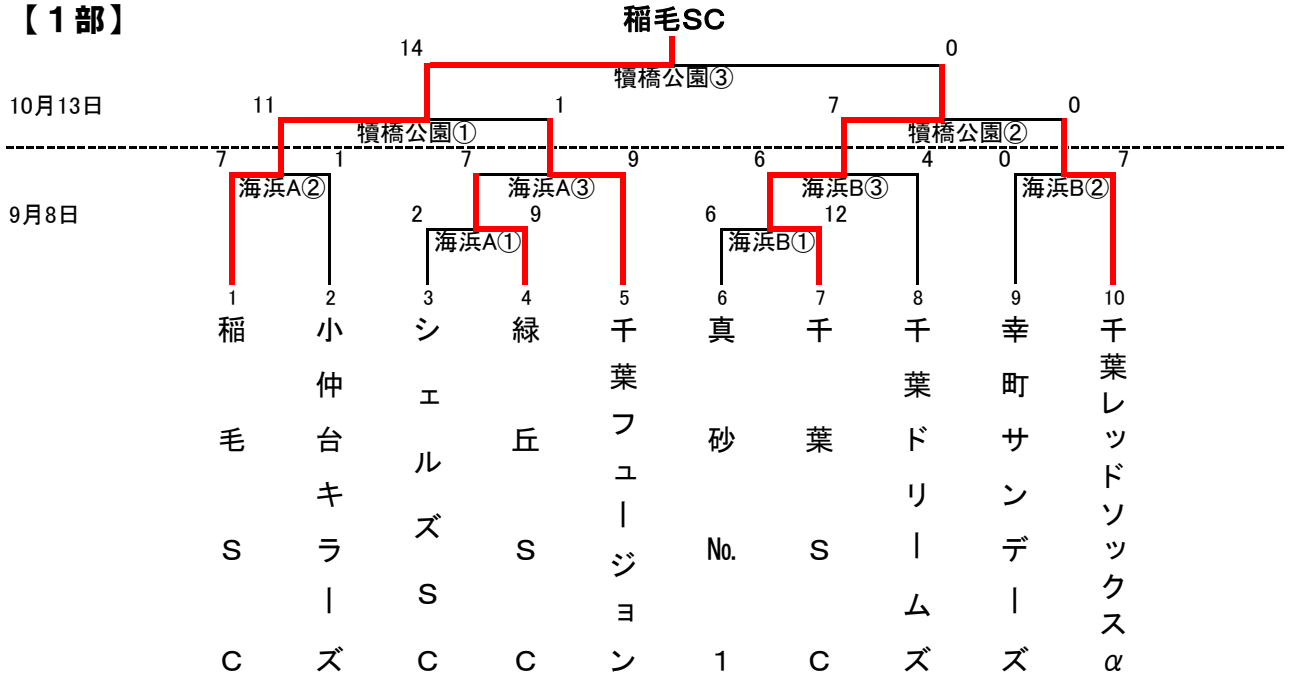 【１部】
稲毛SC
14
0
犢橋公園③
10月13日
11
1
7
0
犢橋公園①
犢橋公園②
7
1
7
9
6
4
0
7
海浜A②
海浜A③
海浜B③
海浜B②
9月8日
2
9
6
12
海浜A①
海浜B①
1
2
3
4
5
6
7
8
9
10
稲毛ＳＣ
小仲台キラーズ
シェルズＳＣ
緑丘ＳＣ
千葉フュージョン
真砂№１
千葉ＳＣ
千葉ドリームズ
幸町サンデーズ
千葉レッドソックスα